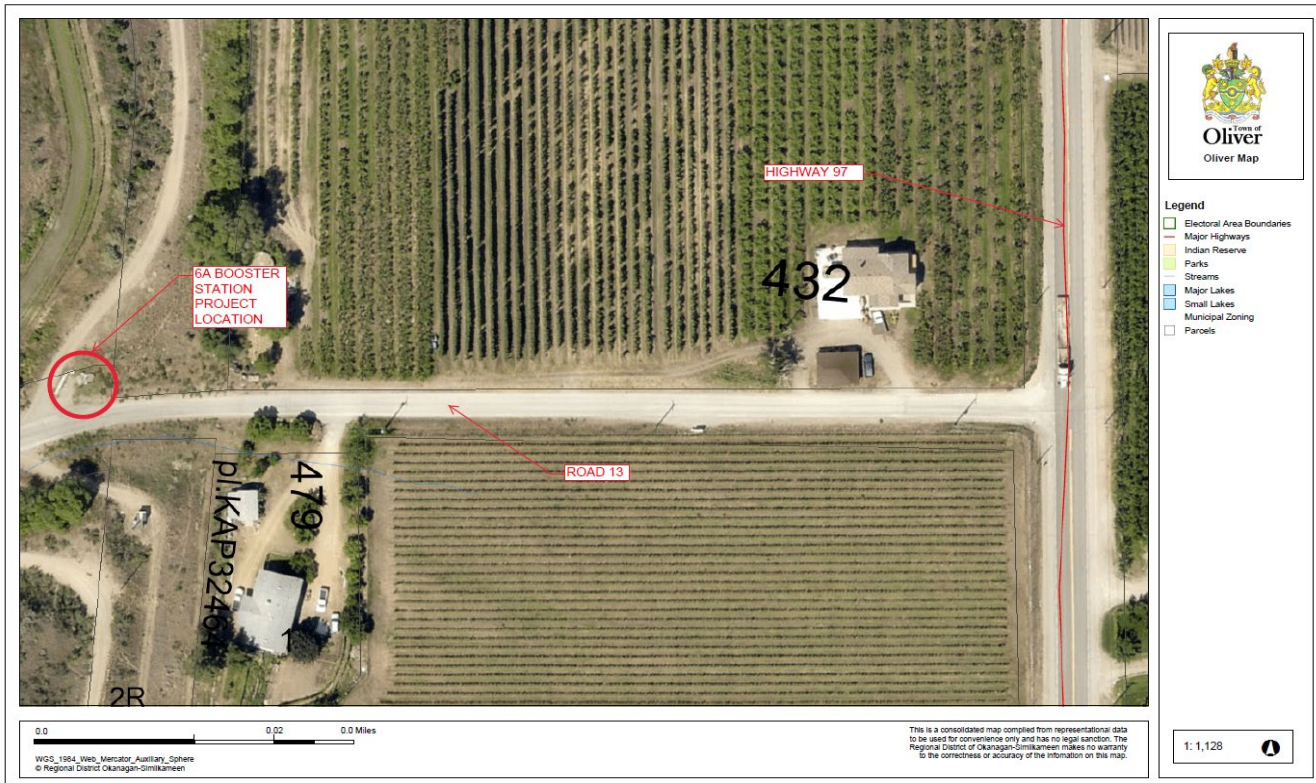 HIGHWAY 97
6A BOOSTER
STATION
PROJECT
LOCATION
432
ROAD 13
479
pl.KAP32464
1
2R
Town of
Oliver
Oliver Map
Legend
Electoral Area Boundaries
Major Highways
Indian Reserve
Parks
Streams
Major Lakes
Small Lakes
Municipal Zoning
Parcels
0.0 0.02 0.0 Miles
WGS_1984_Web_Mercator_Auxiliary_Sphere
© Regional District Okanagan-Similkameen
This is a consolidated map compiled from representational data
to be used for convenience only and has no legal sanction. The
Regional District of Okanagan-Similkameen makes no warranty
to the correctness or accuracy of the infomation on this map.
1: 1,128